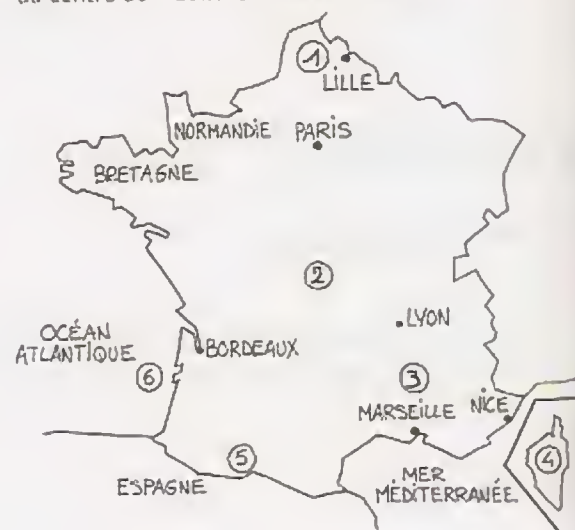 ①
LILLE
NORMANDIE PARIS
BRETAGNE
②
LYON
OCÉAN
ATLANTIQUE
BORDEAUX
⑥
③
MARSEILLE NICE
④
⑤
ESPAGNE
MER
MÉDITERRANÉE